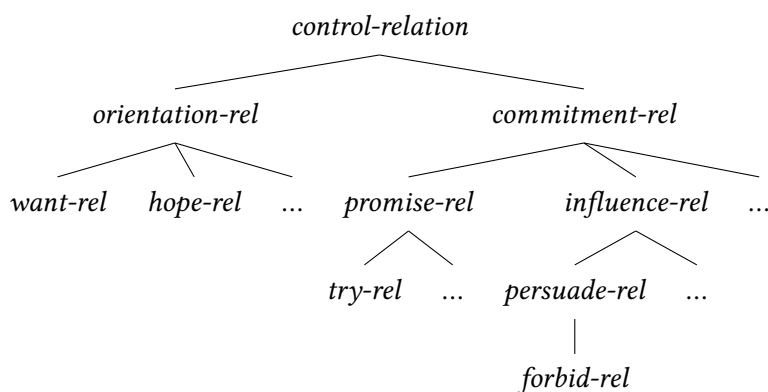 control-relation
orientation-rel commitment-rel
want-rel hope-rel ... promise-rel influence-rel ...
try-rel ... persuade-rel ...
forbid-rel